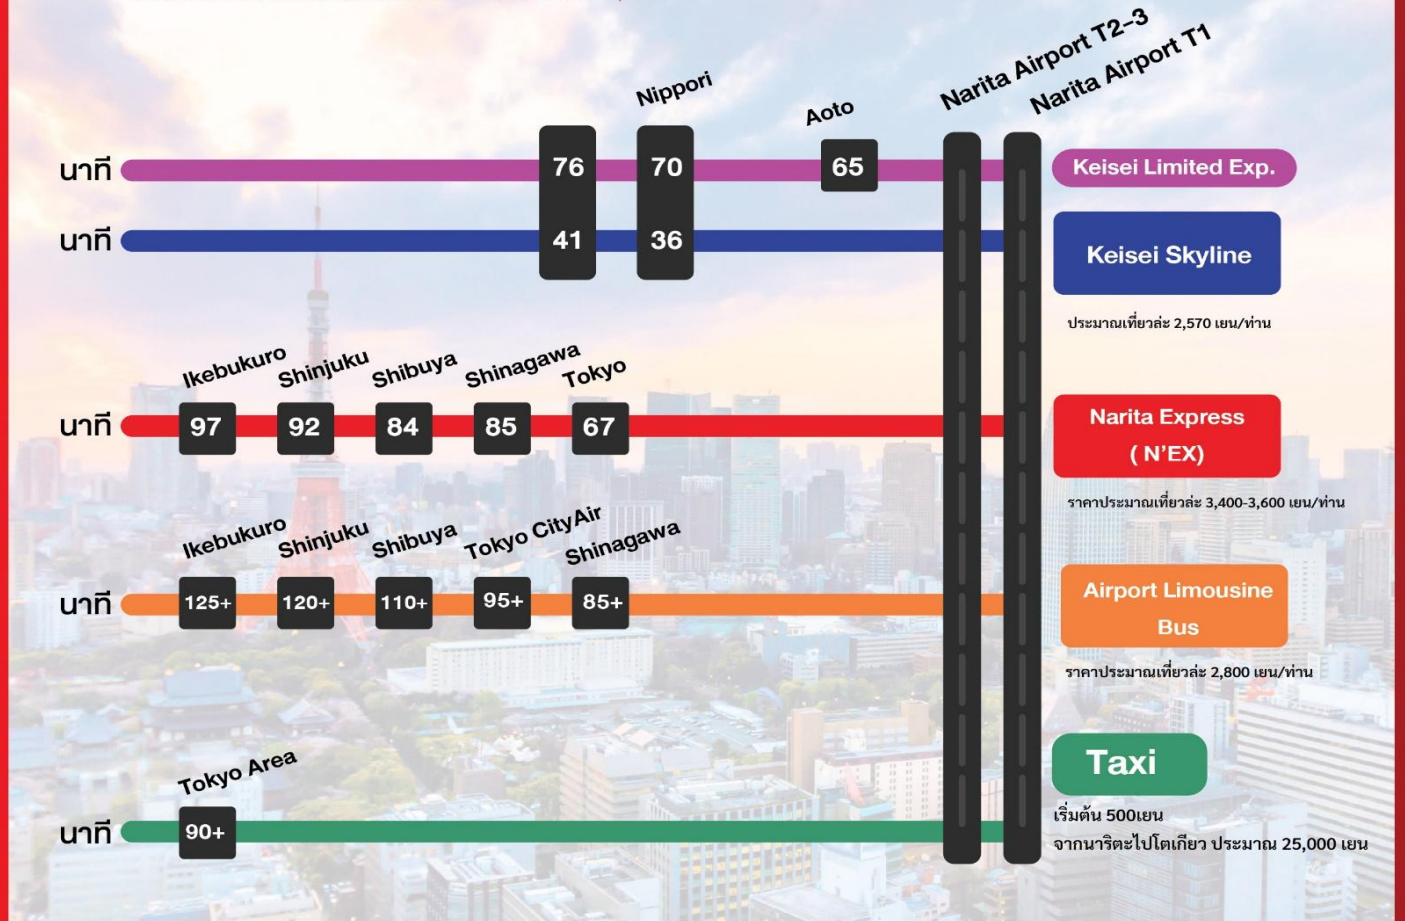 Narita Airport T2-3
Narita Airport T1
Nippori
Aoto
นาที
76
70
65
Keisei Limited Exp.
นาที
41
36
Keisei Skyline
ประมาณเที่ยวล่ะ 2,570 เยน/ท่าน
Ikebukuro
Shinjuku
Shibuya
Shinagawa
Tokyo
นาที
97
92
84
85
67
Narita Express
( N'EX)
ราคาประมาณเที่ยวล่ะ 3,400-3,600 เยน/ท่าน
Ikebukuro
Shinjuku
Shibuya
Tokyo CityAir
Shinagawa
นาที
125+
120+
110+
95+
85+
Airport Limousine
Bus
ราคาประมาณเที่ยวล่ะ 2,800 เยน/ท่าน
Tokyo Area
นาที
90+
Taxi
เริ่มต้น 500เยน
จากนาริตะไปโตเกียว ประมาณ 25,000 เยน